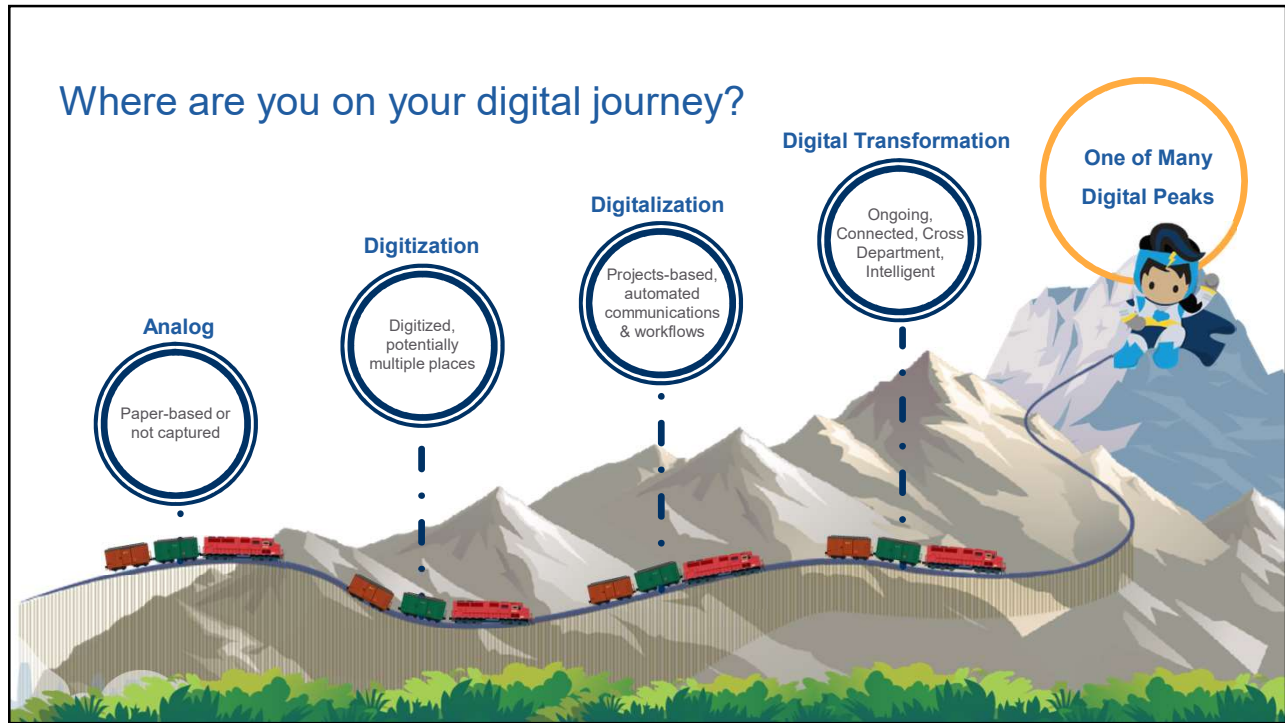 Where are you on your digital journey?
Analog
Paper-based or
not captured
Digitization
Digitized,
potentially
multiple places
Digitalization
Projects-based,
automated
communications
& workflows
Digital Transformation
Ongoing,
Connected, Cross
Department,
Intelligent
One of Many
Digital Peaks